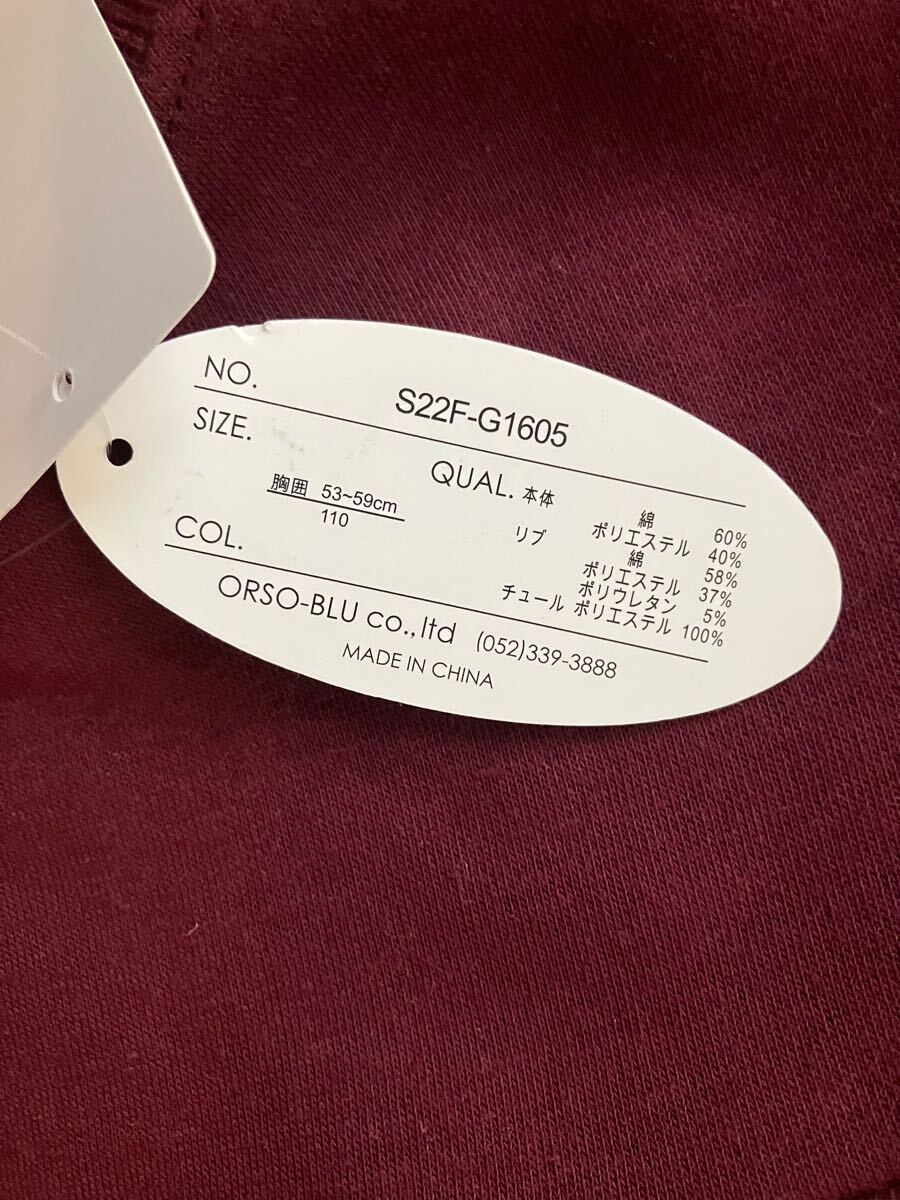 NO. S22F-G1605
SIZE.
胸囲 53~59cm
110
QUAL. 本体 綿 60%
ポリエステル 40%
リブ 綿 58%
ポリエステル 37%
ポリウレタン 5%
チュール ポリエステル 100%
COL.
ORSO-BLU co.,ltd (052)339-3888
MADE IN CHINA